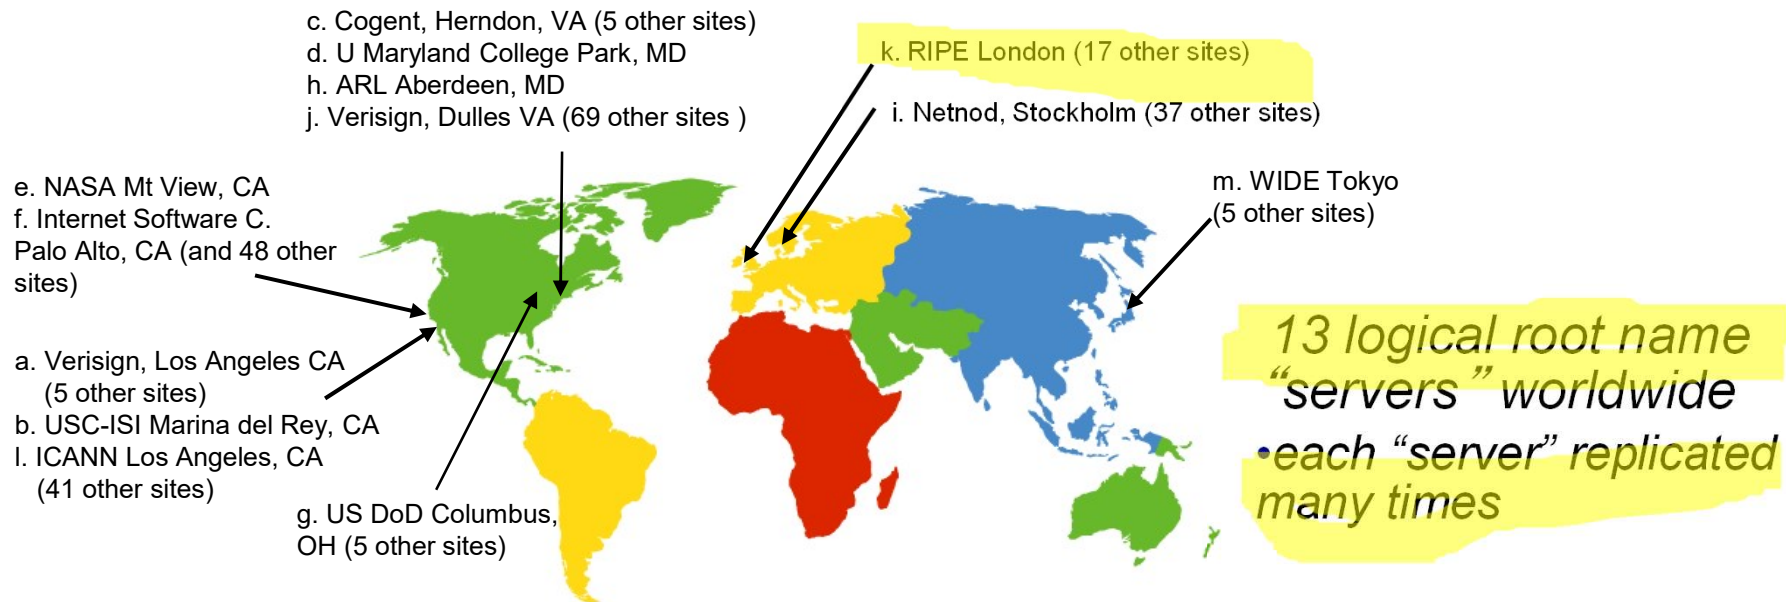 c. Cogent, Herndon, VA (5 other sites)
d. U Maryland College Park, MD
h. ARL Aberdeen, MD
j. Verisign, Dulles VA (69 other sites )
k. RIPE London (17 other sites)
i. Netnod, Stockholm (37 other sites)
m. WIDE Tokyo
(5 other sites)
e. NASA Mt View, CA
f. Internet Software C.
Palo Alto, CA (and 48 other
sites)
a. Verisign, Los Angeles CA
(5 other sites)
b. USC-ISI Marina del Rey, CA
l. ICANN Los Angeles, CA
(41 other sites)
g. US DoD Columbus,
OH (5 other sites)
13 logical root name
“servers” worldwide
•each “server” replicated
many times